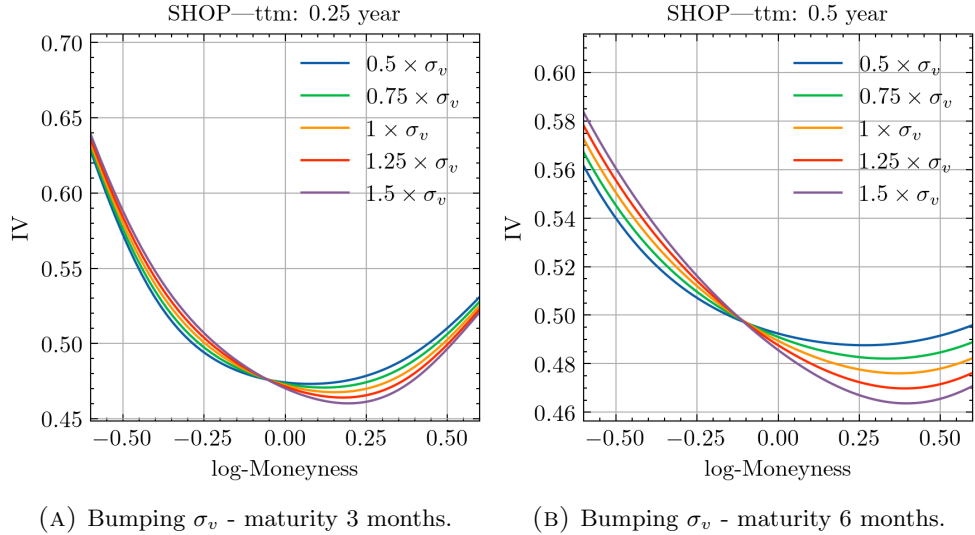 SHOP—ttm: 0.25 year
0.70
0.65
0.60
0.55
0.50
0.45
IV
0.5 × σ_v
0.75 × σ_v
1 × σ_v
1.25 × σ_v
1.5 × σ_v
−0.50 −0.25 0.00 0.25 0.50
log-Moneyness
(A) Bumping σ_v - maturity 3 months.
SHOP—ttm: 0.5 year
0.60
0.58
0.56
0.54
0.52
0.50
0.48
0.46
IV
0.5 × σ_v
0.75 × σ_v
1 × σ_v
1.25 × σ_v
1.5 × σ_v
−0.50 −0.25 0.00 0.25 0.50
log-Moneyness
(B) Bumping σ_v - maturity 6 months.